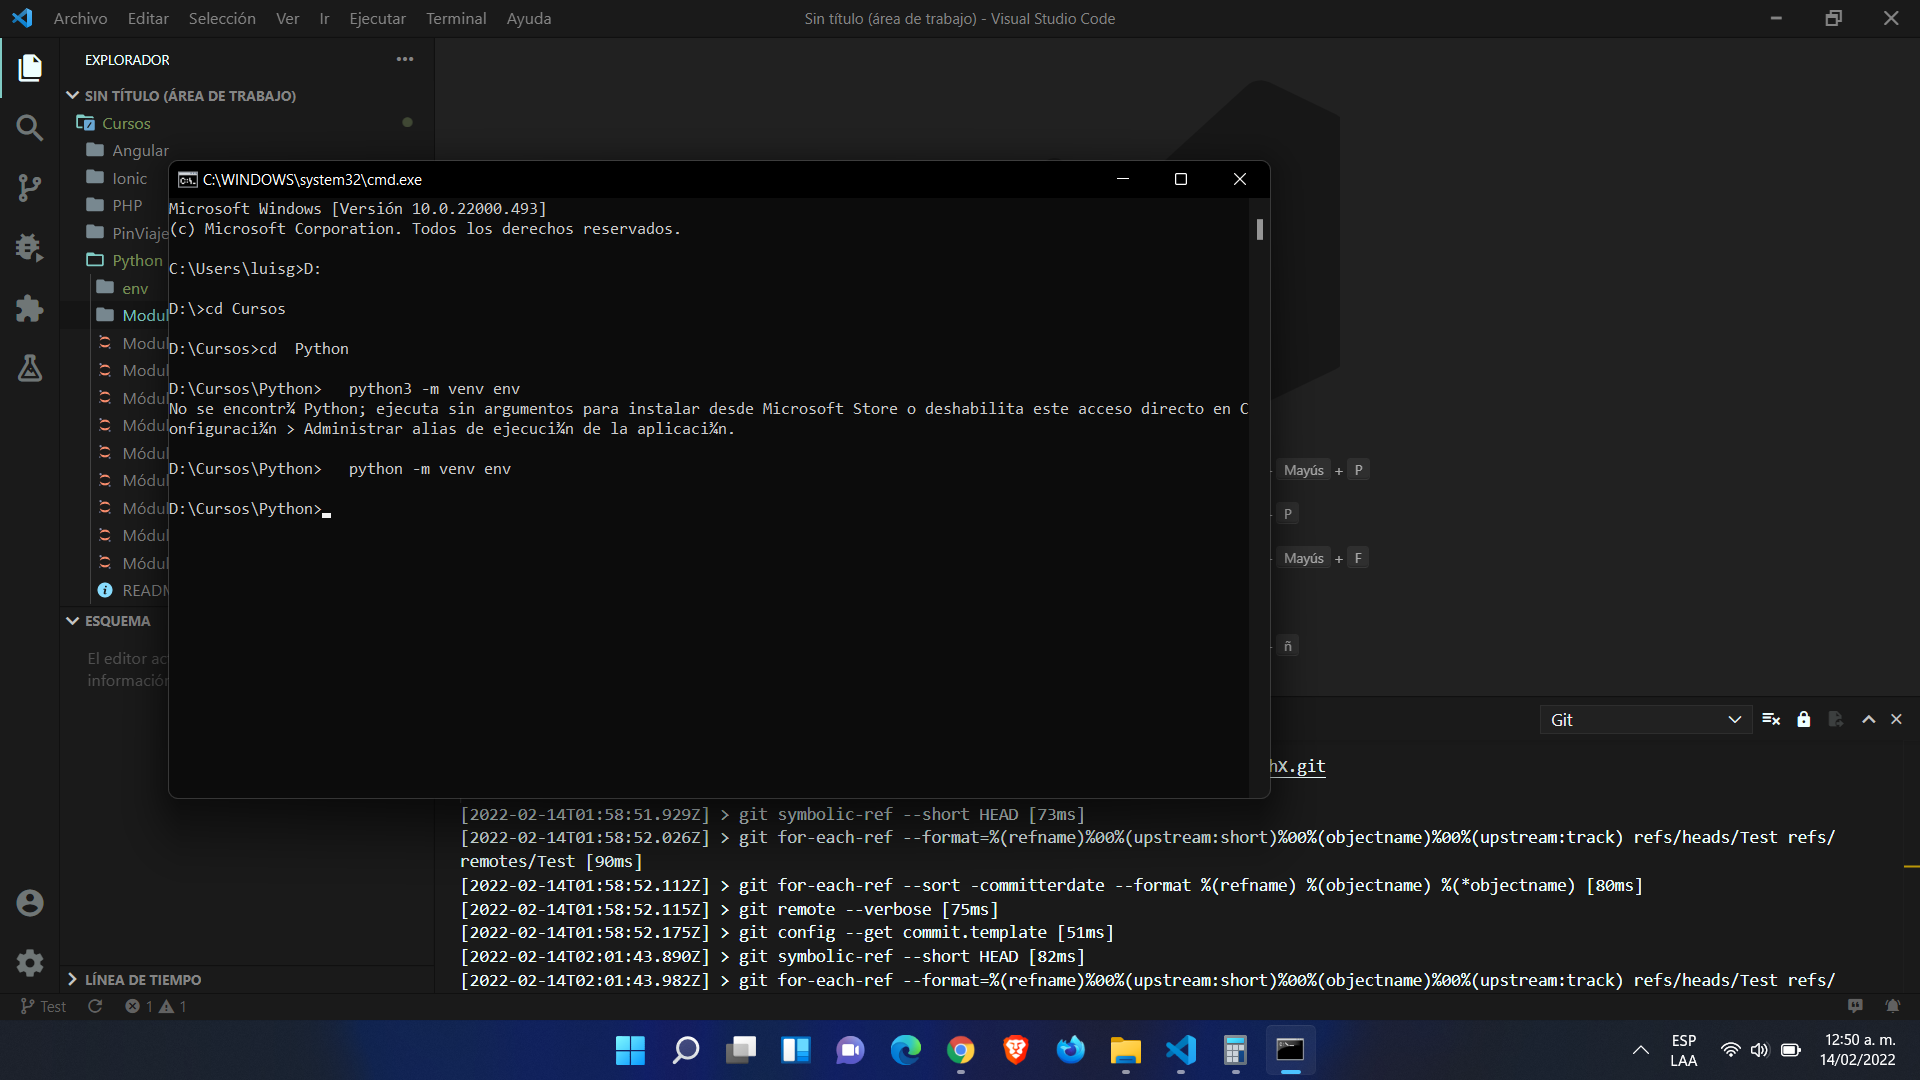 Archivo Editar Selección Ver Ir Ejecutar Terminal Ayuda
Sin título (área de trabajo) - Visual Studio Code
EXPLORADOR
SIN TÍTULO (ÁREA DE TRABAJO)
Cursos
Angular
Ionic
PHP
PinViaje
Python
env
Modul
Modul
Modul
Módul
Módul
Módul
Módul
Módul
Módul
Módul
READM
ESQUEMA
El editor ac
información
LÍNEA DE TIEMPO
C:\WINDOWS\system32\cmd.exe
Microsoft Windows [Versión 10.0.22000.493]
(c) Microsoft Corporation. Todos los derechos reservados.
C:\Users\luisg>D:
D:\>cd Cursos
D:\Cursos>cd  Python
D:\Cursos\Python>   python3 -m venv env
No se encontr¾ Python; ejecuta sin argumentos para instalar desde Microsoft Store o deshabilita este acceso directo en C
onfiguraci¾n > Administrar alias de ejecuci¾n de la aplicaci¾n.
D:\Cursos\Python>   python -m venv env
D:\Cursos\Python>
Mayús + P
P
Mayús + F
ñ
Git
hX.git
[2022-02-14T01:58:51.929Z] > git symbolic-ref --short HEAD [73ms]
[2022-02-14T01:58:52.026Z] > git for-each-ref --format=%(refname)%00%(upstream:short)%00%(objectname)%00%(upstream:track) refs/heads/Test refs/
remotes/Test [90ms]
[2022-02-14T01:58:52.112Z] > git for-each-ref --sort -committerdate --format %(refname) %(objectname) %(*objectname) [80ms]
[2022-02-14T01:58:52.115Z] > git remote --verbose [75ms]
[2022-02-14T01:58:52.175Z] > git config --get commit.template [51ms]
[2022-02-14T02:01:43.890Z] > git symbolic-ref --short HEAD [82ms]
[2022-02-14T02:01:43.982Z] > git for-each-ref --format=%(refname)%00%(upstream:short)%00%(objectname)%00%(upstream:track) refs/heads/Test refs/
Test 1 1
ESP
LAA
12:50 a. m.
14/02/2022